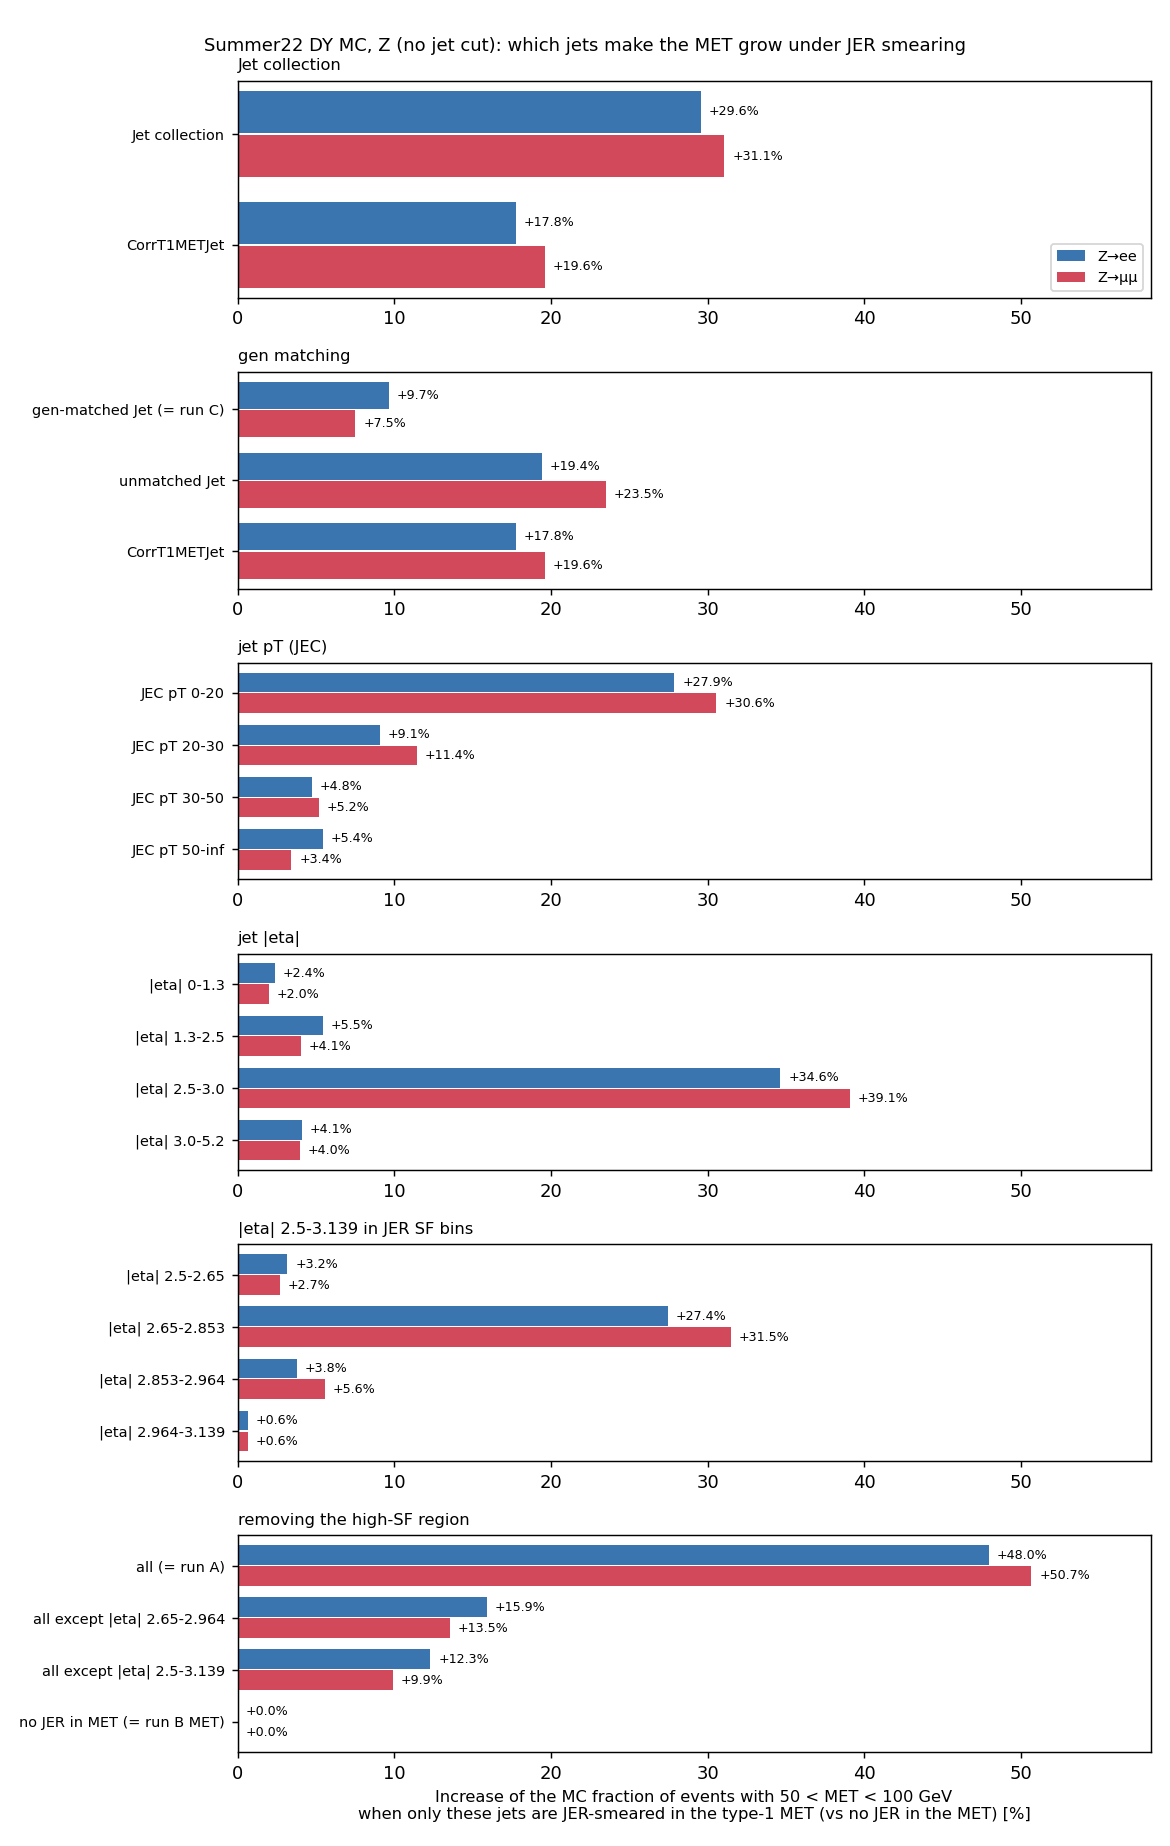 Summer22 DY MC, Z (no jet cut): which jets make the MET grow under JER smearing
Jet collection
Jet collection
+29.6%
+31.1%
CorrT1METJet
+17.8%
+19.6%
Z→ee
Z→μμ
0 10 20 30 40 50
gen matching
gen-matched Jet (= run C)
+9.7%
+7.5%
unmatched Jet
+19.4%
+23.5%
CorrT1METJet
+17.8%
+19.6%
0 10 20 30 40 50
jet pT (JEC)
JEC pT 0-20
+27.9%
+30.6%
JEC pT 20-30
+9.1%
+11.4%
JEC pT 30-50
+4.8%
+5.2%
JEC pT 50-inf
+5.4%
+3.4%
0 10 20 30 40 50
jet |eta|
|eta| 0-1.3
+2.4%
+2.0%
|eta| 1.3-2.5
+5.5%
+4.1%
|eta| 2.5-3.0
+34.6%
+39.1%
|eta| 3.0-5.2
+4.1%
+4.0%
0 10 20 30 40 50
|eta| 2.5-3.139 in JER SF bins
|eta| 2.5-2.65
+3.2%
+2.7%
|eta| 2.65-2.853
+27.4%
+31.5%
|eta| 2.853-2.964
+3.8%
+5.6%
|eta| 2.964-3.139
+0.6%
+0.6%
0 10 20 30 40 50
removing the high-SF region
all (= run A)
+48.0%
+50.7%
all except |eta| 2.65-2.964
+15.9%
+13.5%
all except |eta| 2.5-3.139
+12.3%
+9.9%
no JER in MET (= run B MET)
+0.0%
+0.0%
0 10 20 30 40 50
Increase of the MC fraction of events with 50 < MET < 100 GeV
when only these jets are JER-smeared in the type-1 MET (vs no JER in the MET) [%]